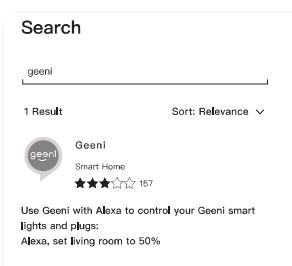 Search
geeni
1 Result Sort: Relevance
geeni
Geeni
Smart Home
157
Use Geeni with Alexa to control your Geeni smart
lights and plugs:
Alexa, set living room to 50%